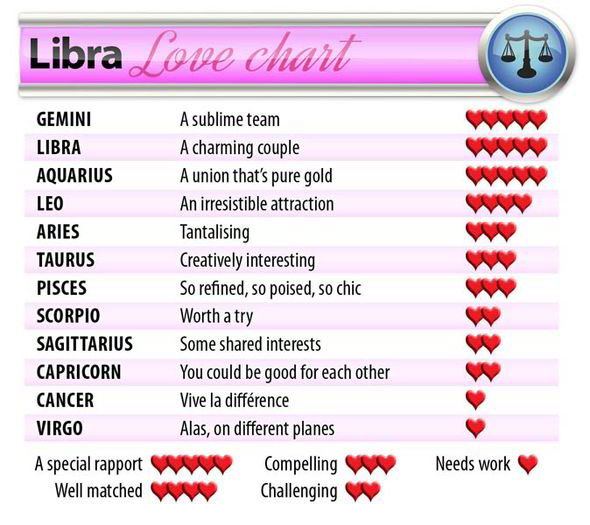 Libra Love chart
GEMINI A sublime team
LIBRA A charming couple
AQUARIUS A union that's pure gold
LEO An irresistible attraction
ARIES Tantalising
TAURUS Creatively interesting
PISCES So refined, so poised, so chic
SCORPIO Worth a try
SAGITTARIUS Some shared interests
CAPRICORN You could be good for each other
CANCER Vive la différence
VIRGO Alas, on different planes
A special rapport Compelling Needs work
Well matched Challenging